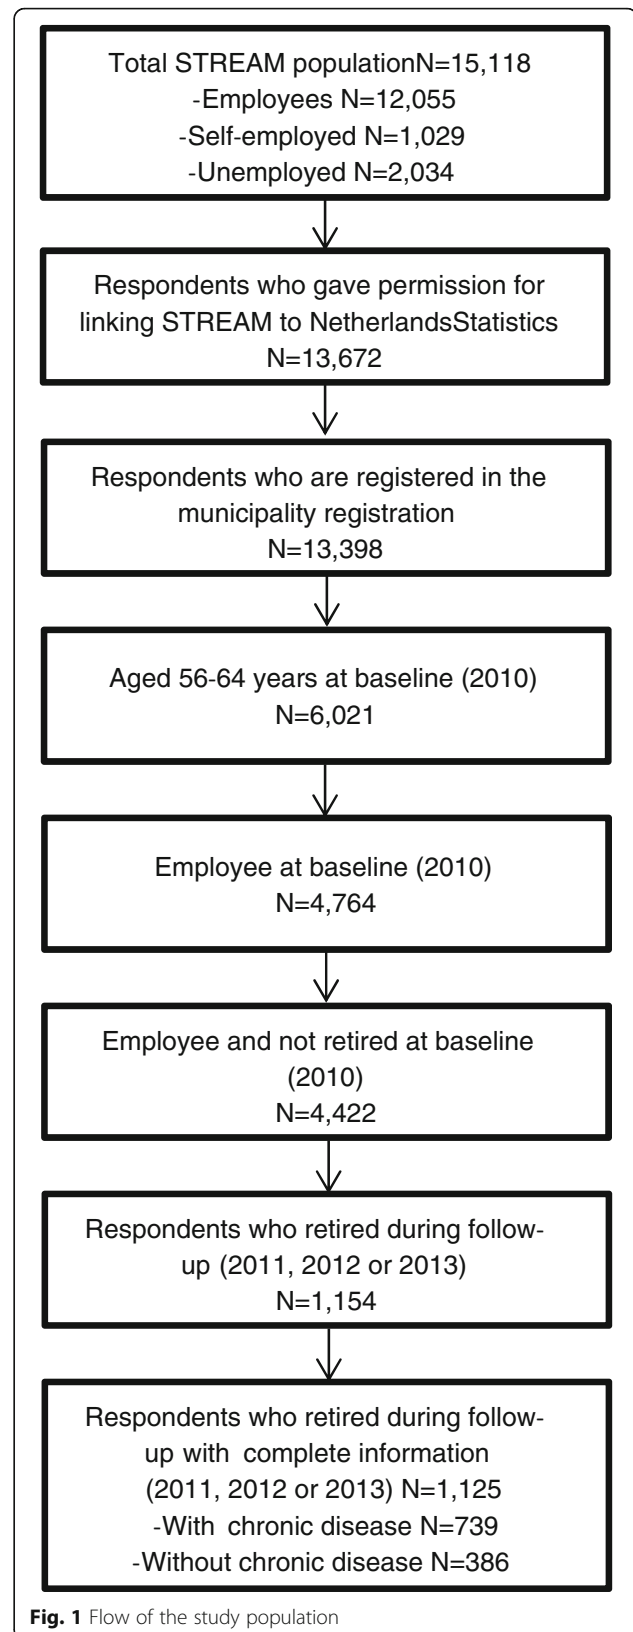 Total STREAM populationN=15,118
-Employees N=12,055
-Self-employed N=1,029
-Unemployed N=2,034
Respondents who gave permission for
linking STREAM to NetherlandsStatistics
N=13,672
Respondents who are registered in the
municipality registration
N=13,398
Aged 56-64 years at baseline (2010)
N=6,021
Employee at baseline (2010)
N=4,764
Employee and not retired at baseline
(2010)
N=4,422
Respondents who retired during follow-
up (2011, 2012 or 2013)
N=1,154
Respondents who retired during follow-
up with complete information
(2011, 2012 or 2013) N=1,125
-With chronic disease N=739
-Without chronic disease N=386
Fig. 1 Flow of the study population